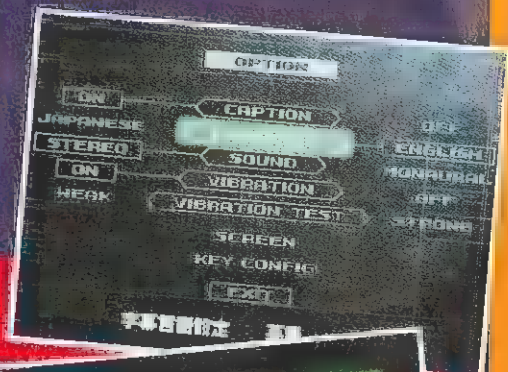 OPTION
ON CAPTION OFF
JAPANESE ENGLISH
STEREO SOUND MONAURAL
ON VIBRATION OFF
WEAK VIBRATION TEST STRONG
SCREEN
KEY CONFIG
EXIT